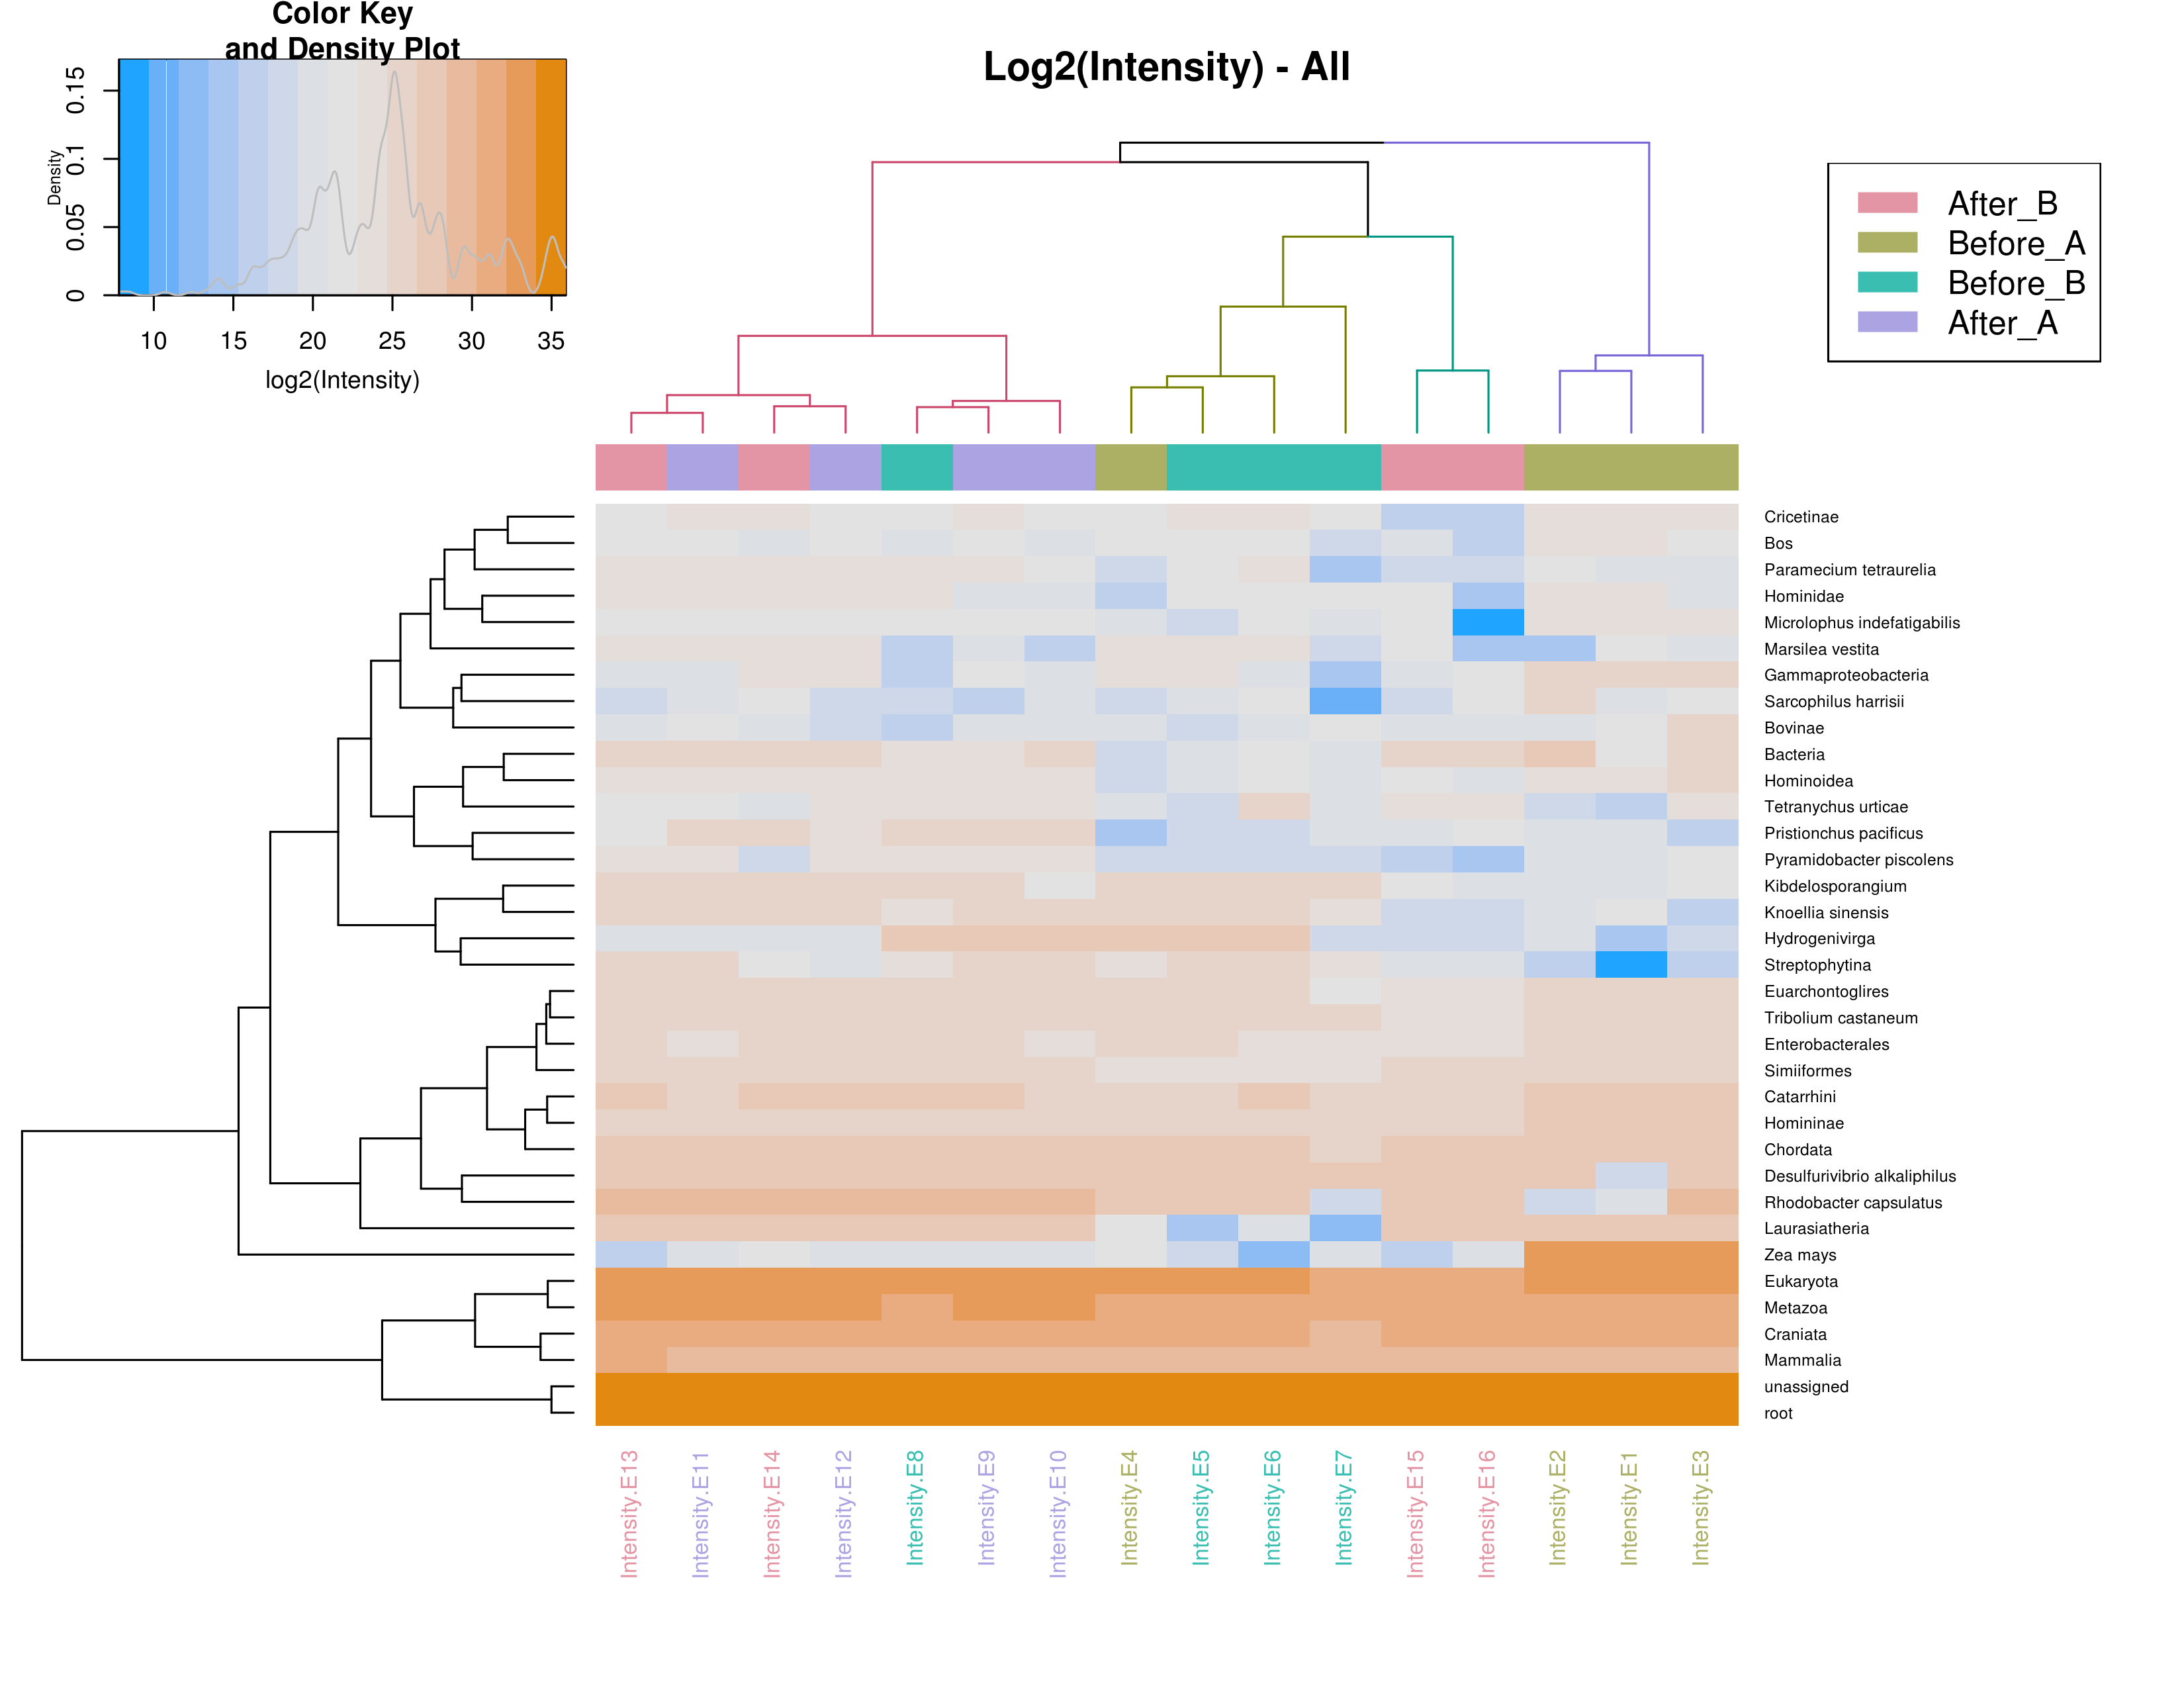 Color Key
and Density Plot
0.15
0.1
0.05
0
Density
10 15 20 25 30 35
log2(Intensity)
Log2(Intensity) - All
After_B
Before_A
Before_B
After_A
Cricetinae
Bos
Paramecium tetraurelia
Hominidae
Microlophus indefatigabilis
Marsilea vestita
Gammaproteobacteria
Sarcophilus harrisii
Bovinae
Bacteria
Hominoidea
Tetranychus urticae
Pristionchus pacificus
Pyramidobacter piscolens
Kibdelosporangium
Knoellia sinensis
Hydrogenivirga
Streptophytina
Euarchontoglires
Tribolium castaneum
Enterobacterales
Simiiformes
Catarrhini
Homininae
Chordata
Desulfurivibrio alkaliphilus
Rhodobacter capsulatus
Laurasiatheria
Zea mays
Eukaryota
Metazoa
Craniata
Mammalia
unassigned
root
Intensity.E13
Intensity.E11
Intensity.E14
Intensity.E12
Intensity.E8
Intensity.E9
Intensity.E10
Intensity.E4
Intensity.E5
Intensity.E6
Intensity.E7
Intensity.E15
Intensity.E16
Intensity.E2
Intensity.E1
Intensity.E3